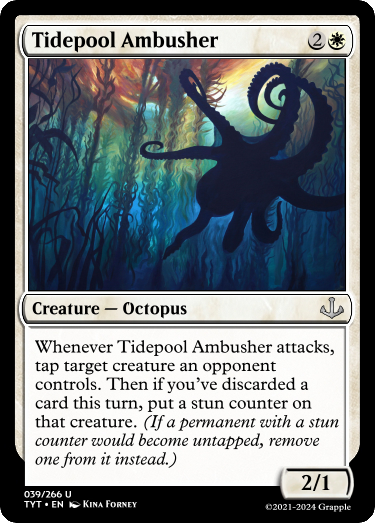 Tidepool Ambusher 2
Creature — Octopus
Whenever Tidepool Ambusher attacks,
tap target creature an opponent
controls. Then if you've discarded a
card this turn, put a stun counter on
that creature. (If a permanent with a stun
counter would become untapped, remove
one from it instead.)
2/1
039/266 U
TYT • EN Kina Forney
©2021-2024 Grapple